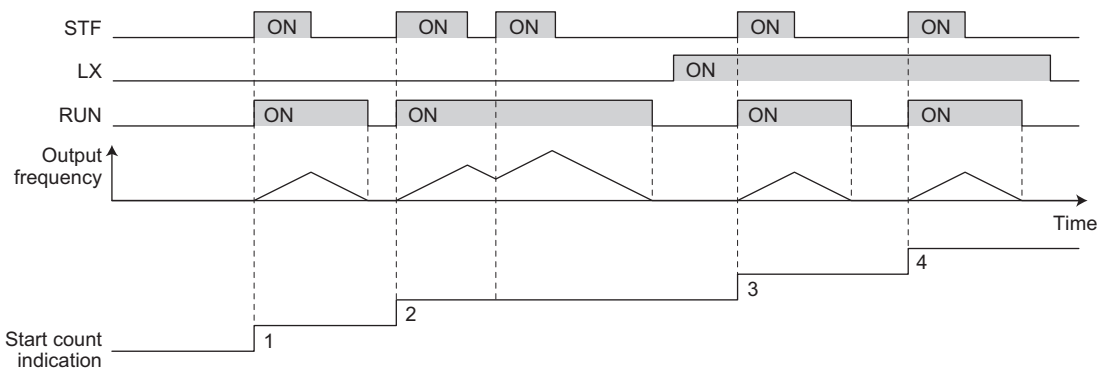 STF ON ON ON ON ON
LX ON
RUN ON ON ON ON
Output
frequency
Time
4
3
2
1
Start count
indication